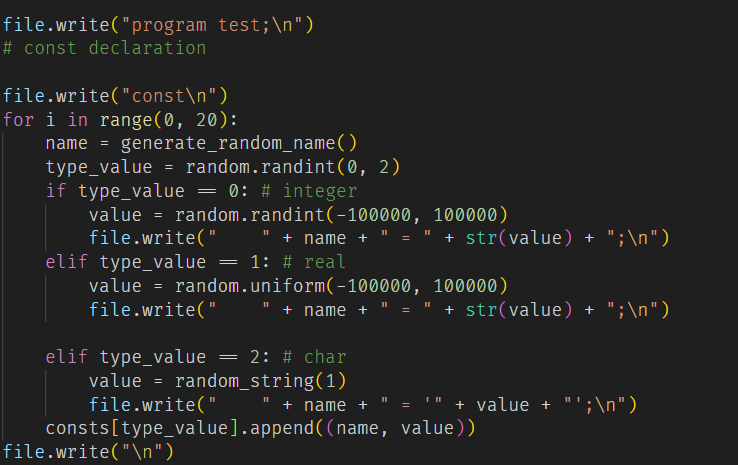 file.write("program test;\n")
# const declaration
file.write("const\n")
for i in range(0, 20):
    name = generate_random_name()
    type_value = random.randint(0, 2)
    if type_value == 0: # integer
        value = random.randint(-100000, 100000)
        file.write("    " + name + " = " + str(value) + ";\n")
    elif type_value == 1: # real
        value = random.uniform(-100000, 100000)
        file.write("    " + name + " = " + str(value) + ";\n")
    elif type_value == 2: # char
        value = random_string(1)
        file.write("    " + name + " = '" + value + "';\n")
    consts[type_value].append((name, value))
file.write("\n")